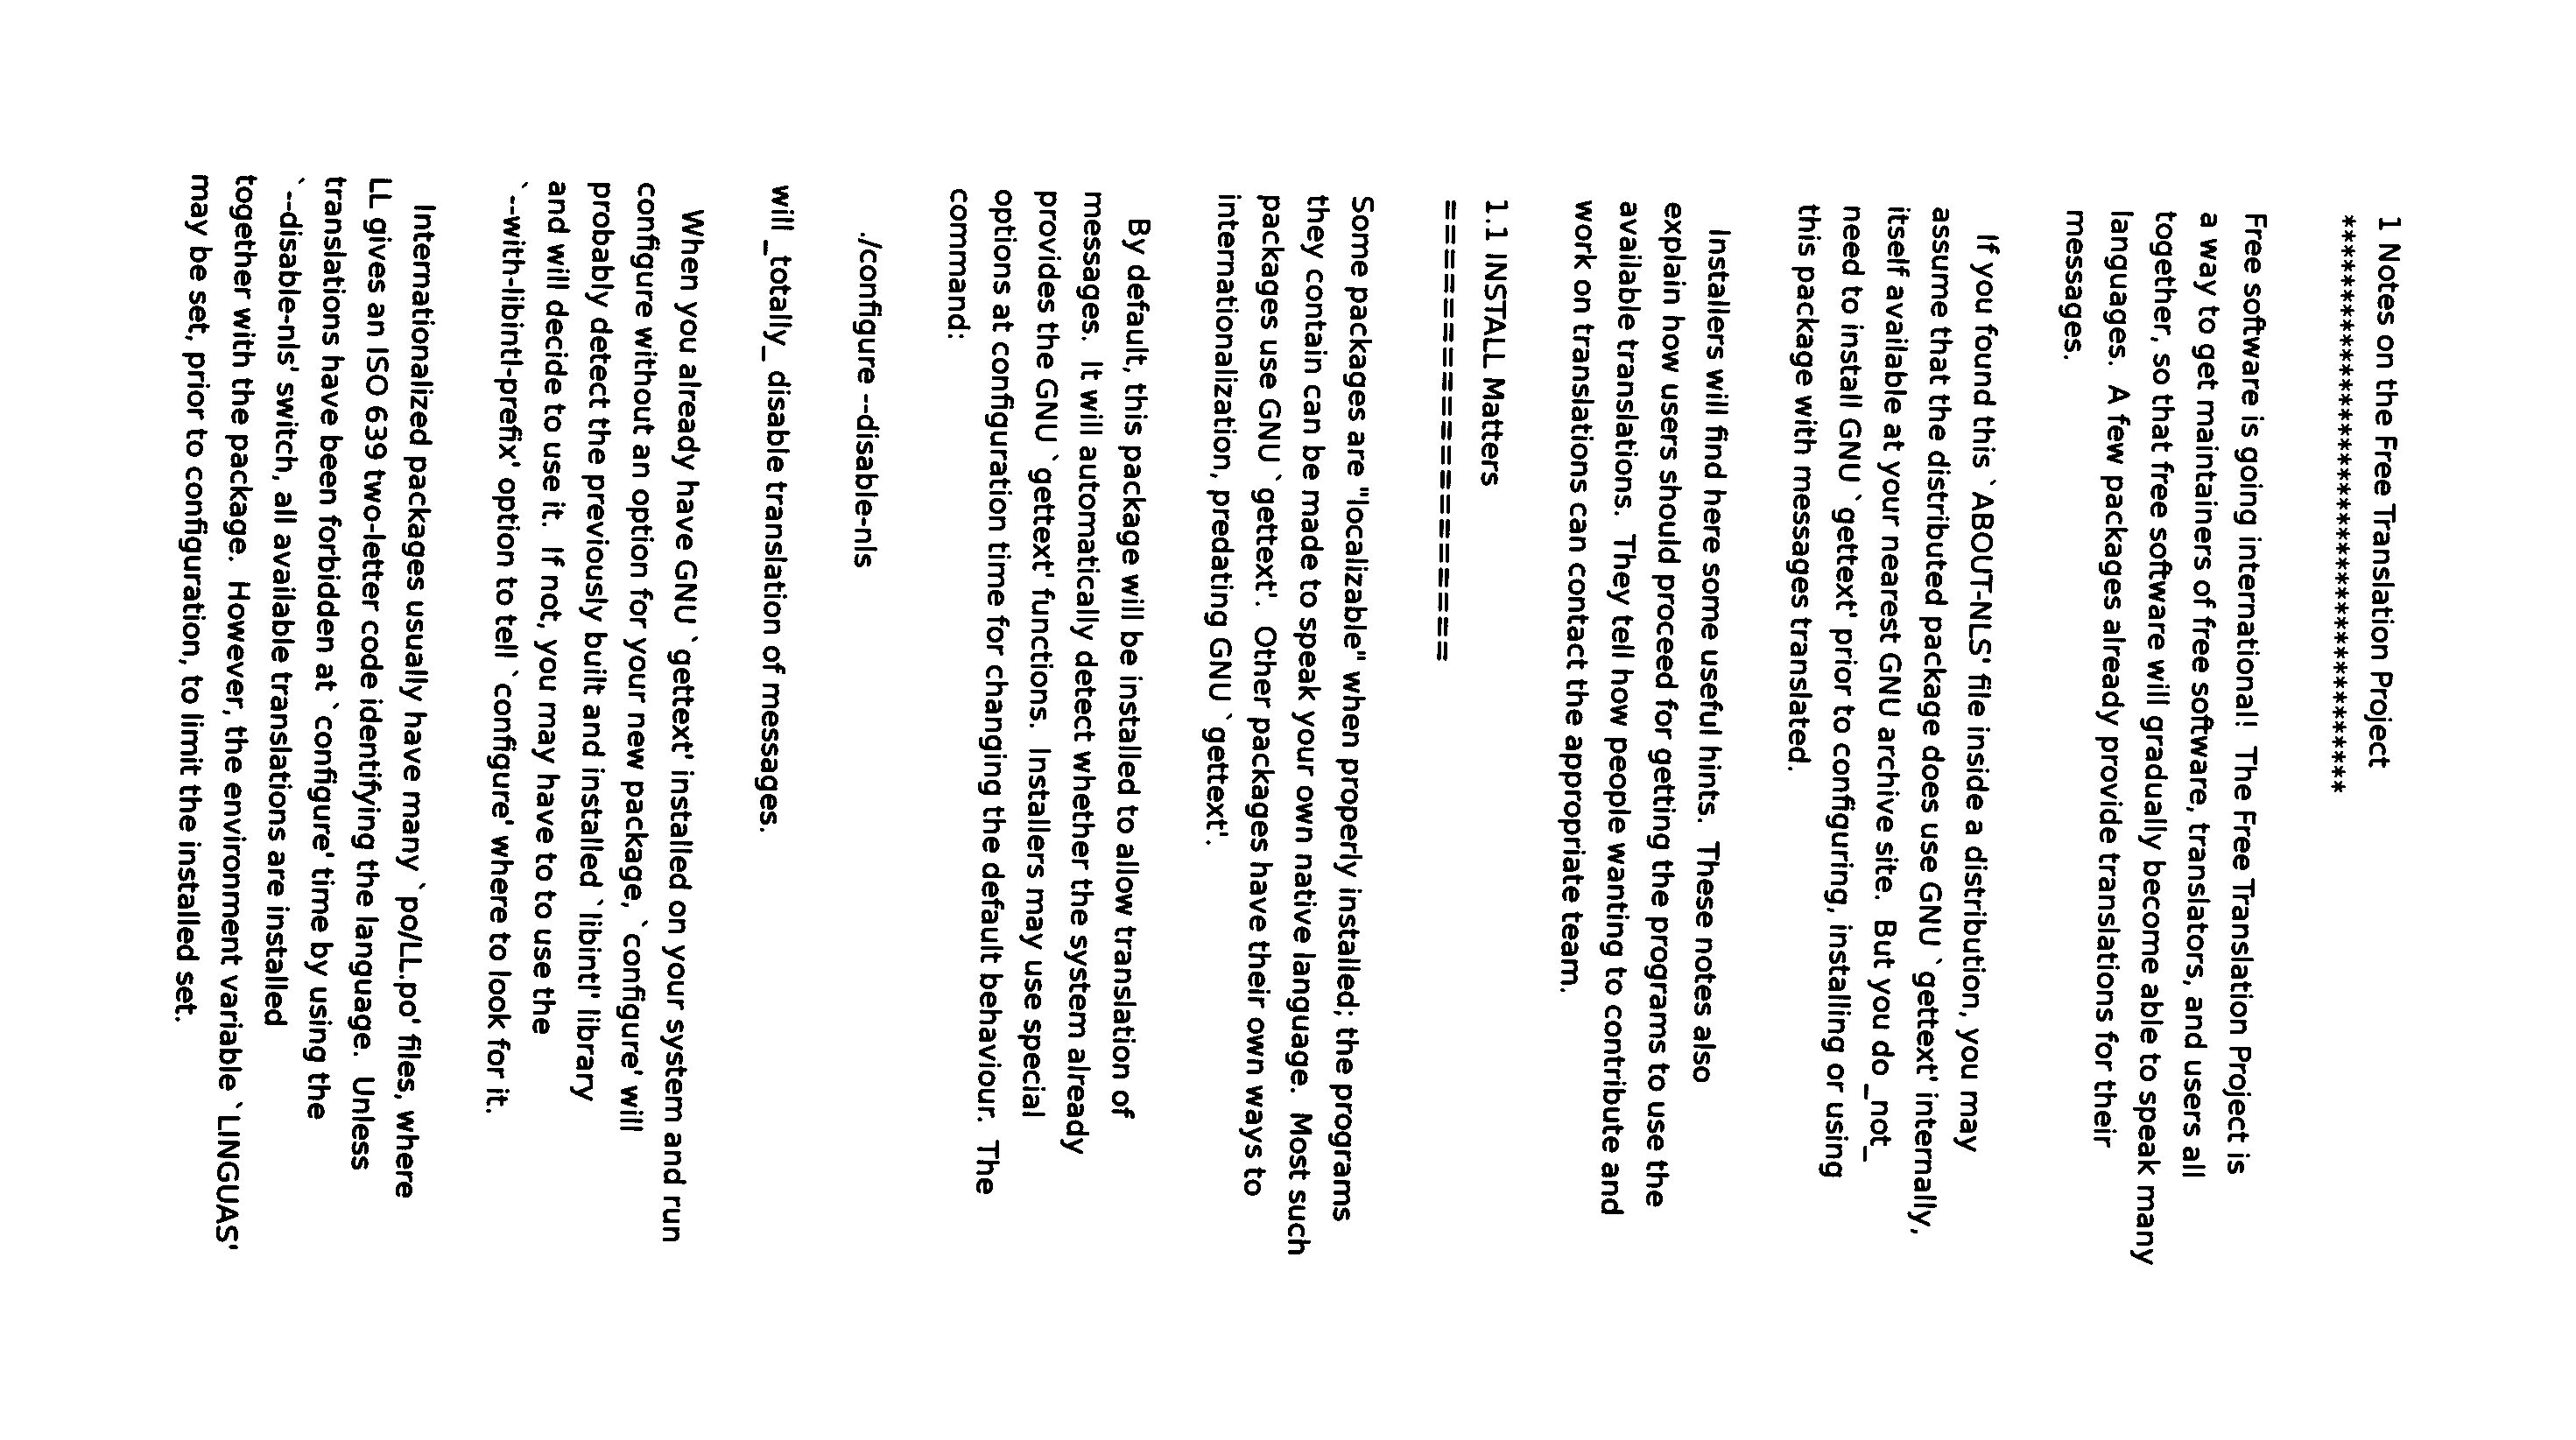 1 Notes on the Free Translation Project
***************************************
Free software is going international!  The Free Translation Project is
a way to get maintainers of free software, translators, and users all
together, so that free software will gradually become able to speak many
languages.  A few packages already provide translations for their
messages.
If you found this `ABOUT-NLS' file inside a distribution, you may
assume that the distributed package does use GNU `gettext' internally,
itself available at your nearest GNU archive site.  But you do _not_
need to install GNU `gettext' prior to configuring, installing or using
this package with messages translated.
Installers will find here some useful hints.  These notes also
explain how users should proceed for getting the programs to use the
available translations.  They tell how people wanting to contribute and
work on translations can contact the appropriate team.
1.1 INSTALL Matters
===================
Some packages are "localizable" when properly installed; the programs
they contain can be made to speak your own native language.  Most such
packages use GNU `gettext'.  Other packages have their own ways to
internationalization, predating GNU `gettext'.
By default, this package will be installed to allow translation of
messages.  It will automatically detect whether the system already
provides the GNU `gettext' functions.  Installers may use special
options at configuration time for changing the default behaviour.  The
command:
./configure --disable-nls
will _totally_ disable translation of messages.
When you already have GNU `gettext' installed on your system and run
configure without an option for your new package, `configure' will
probably detect the previously built and installed `libintl' library
and will decide to use it.  If not, you may have to to use the
`--with-libintl-prefix' option to tell `configure' where to look for it.
Internationalized packages usually have many `po/LL.po' files, where
LL gives an ISO 639 two-letter code identifying the language.  Unless
translations have been forbidden at `configure' time by using the
`--disable-nls' switch, all available translations are installed
together with the package.  However, the environment variable `LINGUAS'
may be set, prior to configuration, to limit the installed set.